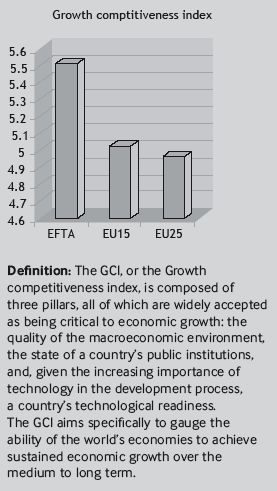 Growth comptitiveness index
5.6
5.5
5.4
5.3
5.2
5.1
5
4.9
4.8
4.7
4.6
EFTA EU15 EU25
Definition: The GCI, or the Growth
competitiveness index, is composed of
three pillars, all of which are widely accepted
as being critical to economic growth: the
quality of the macroeconomic environment,
the state of a country's public institutions,
and, given the increasing importance of
technology in the development process,
a country's technological readiness.
The GCI aims specifically to gauge the
ability of the world's economies to achieve
sustained economic growth over the
medium to long term.